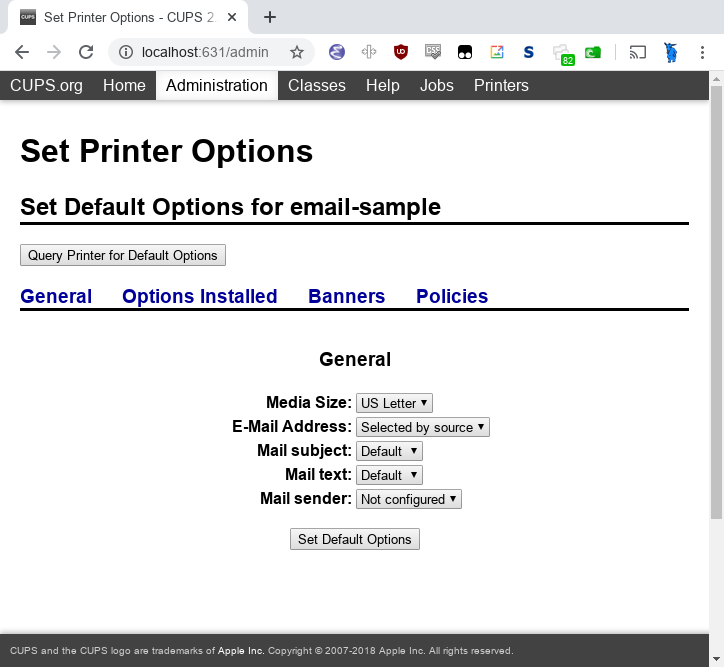 CUPS
Set Printer Options - CUPS 2.
localhost:631/admin
UD
CSS
S
82
CUPS.org Home Administration Classes Help Jobs Printers
Set Printer Options
Set Default Options for email-sample
Query Printer for Default Options
General Options Installed Banners Policies
General
Media Size: US Letter
E-Mail Address: Selected by source
Mail subject: Default
Mail text: Default
Mail sender: Not configured
Set Default Options
CUPS and the CUPS logo are trademarks of Apple Inc. Copyright © 2007-2018 Apple Inc. All rights reserved.